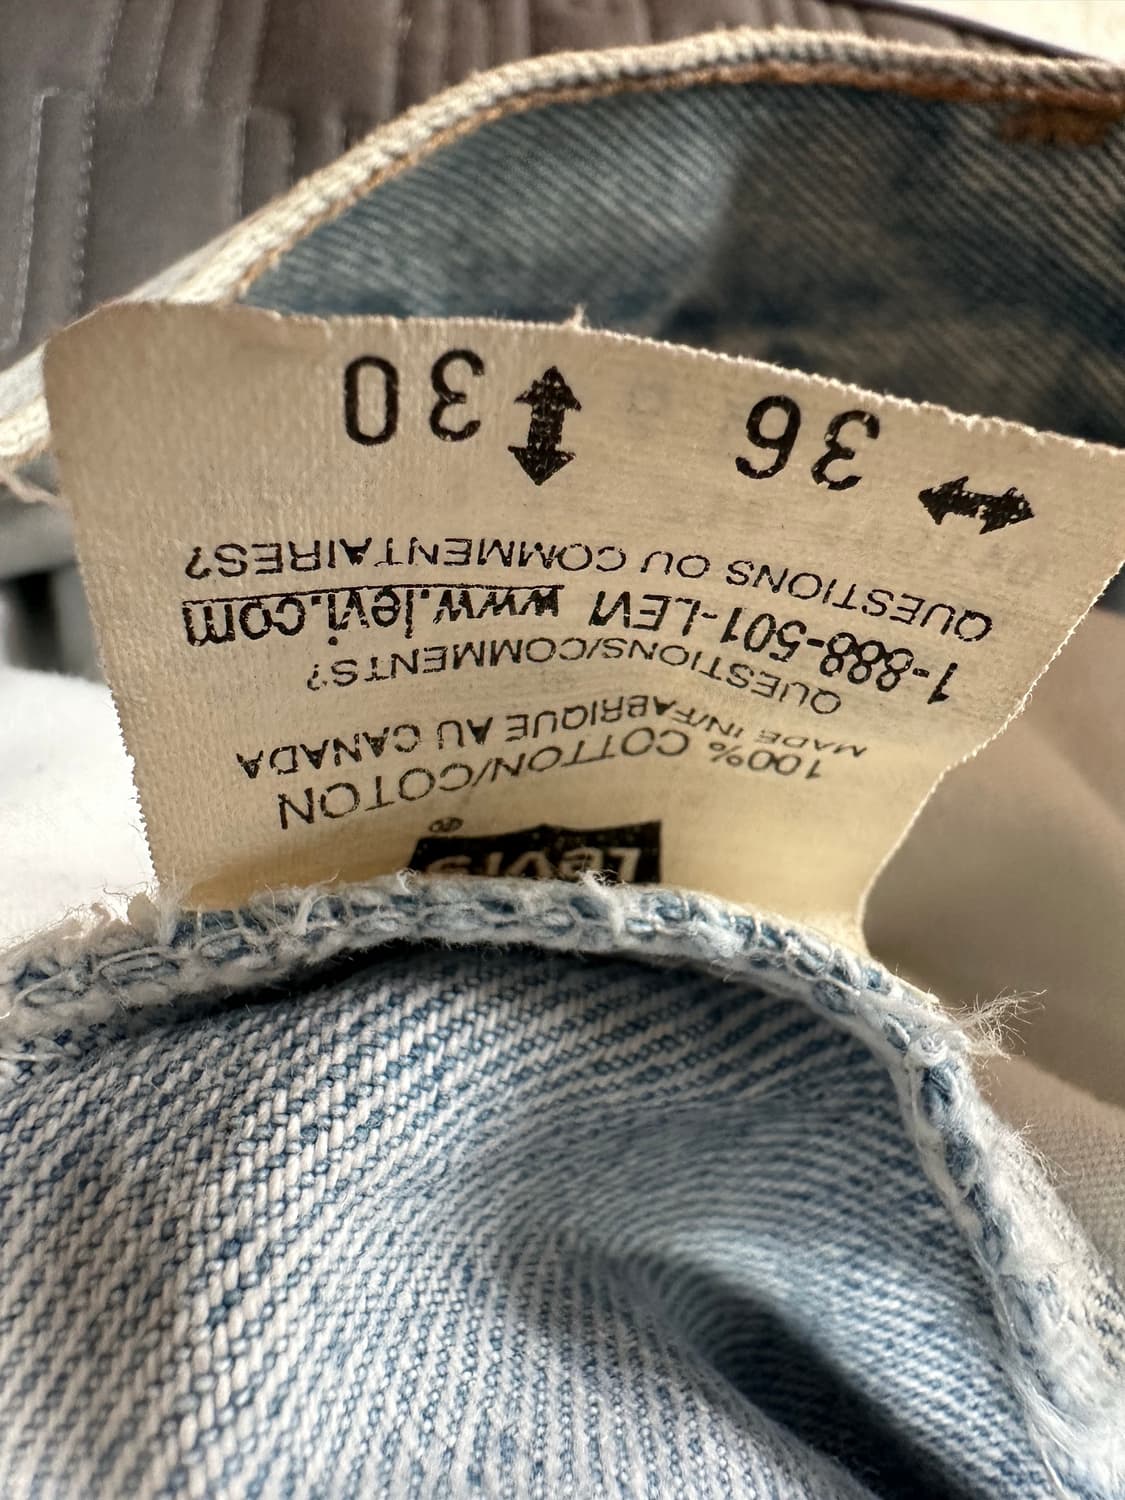 Levi's ®
100% COTTON/COTON
MADE IN/FABRIQUE AU CANADA
QUESTIONS/COMMENTS?
1-888-501-LEVI www.levi.com
QUESTIONS OU COMMENTAIRES?
36 30